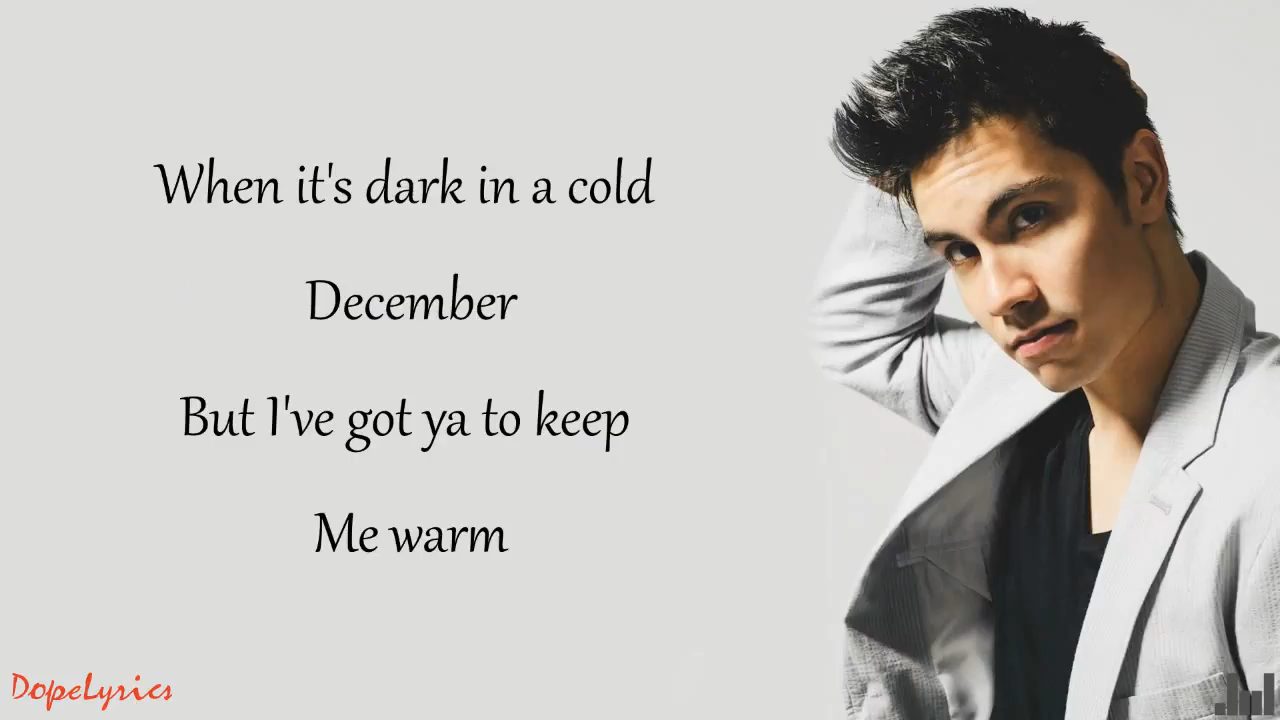 When it's dark in a cold
December
But I've got ya to keep
Me warm
DopeLyrics